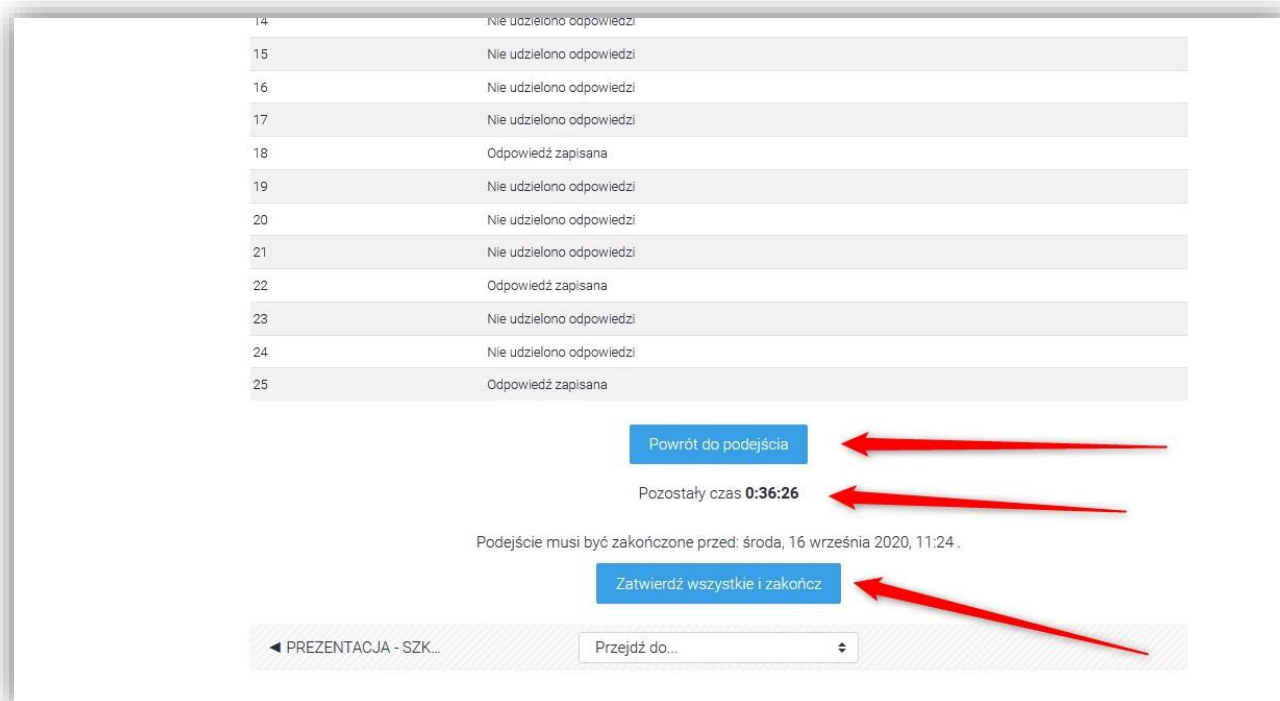 14 Nie udzielono odpowiedzi
15 Nie udzielono odpowiedzi
16 Nie udzielono odpowiedzi
17 Nie udzielono odpowiedzi
18 Odpowiedź zapisana
19 Nie udzielono odpowiedzi
20 Nie udzielono odpowiedzi
21 Nie udzielono odpowiedzi
22 Odpowiedź zapisana
23 Nie udzielono odpowiedzi
24 Nie udzielono odpowiedzi
25 Odpowiedź zapisana
Powrót do podejścia
Pozostały czas 0:36:26
Podejście musi być zakończone przed: środa, 16 września 2020, 11:24 .
Zatwierdź wszystkie i zakończ
◄ PREZENTACJA - SZK... Przejdź do...